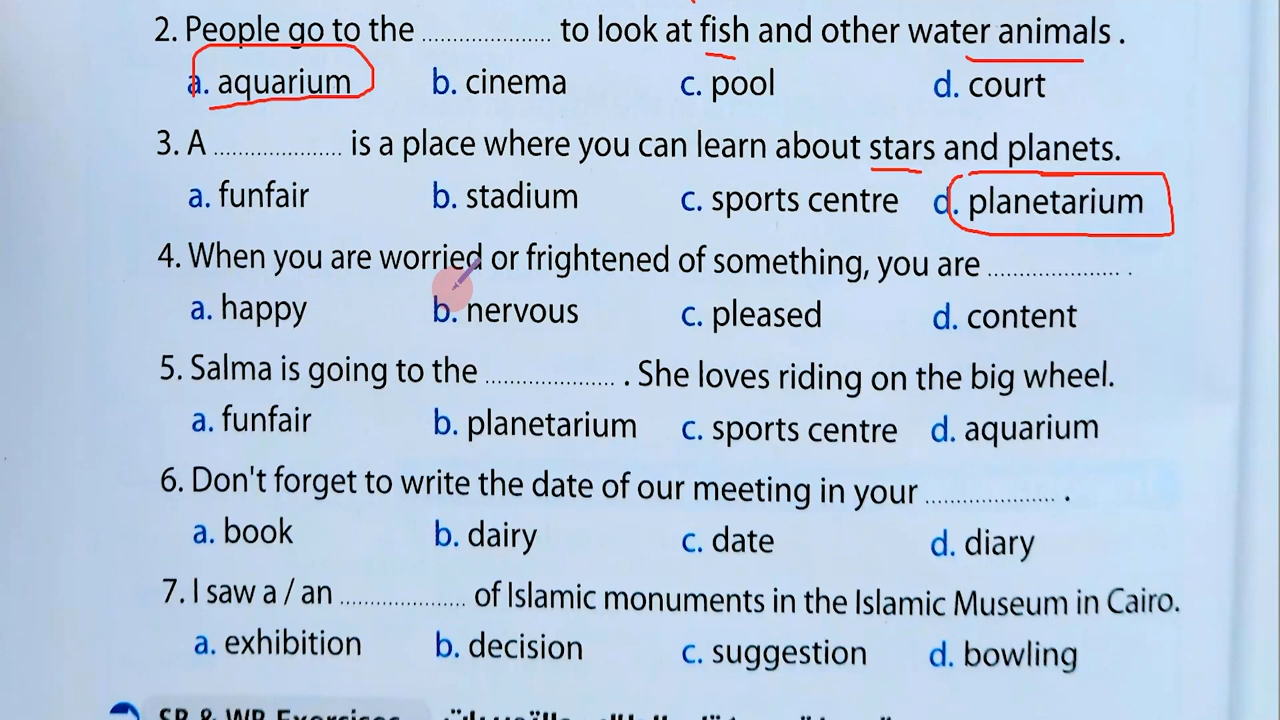 2. People go to the ..................... to look at fish and other water animals .
a. aquarium b. cinema c. pool d. court
3. A ..................... is a place where you can learn about stars and planets.
a. funfair b. stadium c. sports centre d. planetarium
4. When you are worried or frightened of something, you are ..................... .
a. happy b. nervous c. pleased d. content
5. Salma is going to the ..................... . She loves riding on the big wheel.
a. funfair b. planetarium c. sports centre d. aquarium
6. Don't forget to write the date of our meeting in your ..................... .
a. book b. dairy c. date d. diary
7. I saw a / an ..................... of Islamic monuments in the Islamic Museum in Cairo.
a. exhibition b. decision c. suggestion d. bowling
SB & WB Exercises